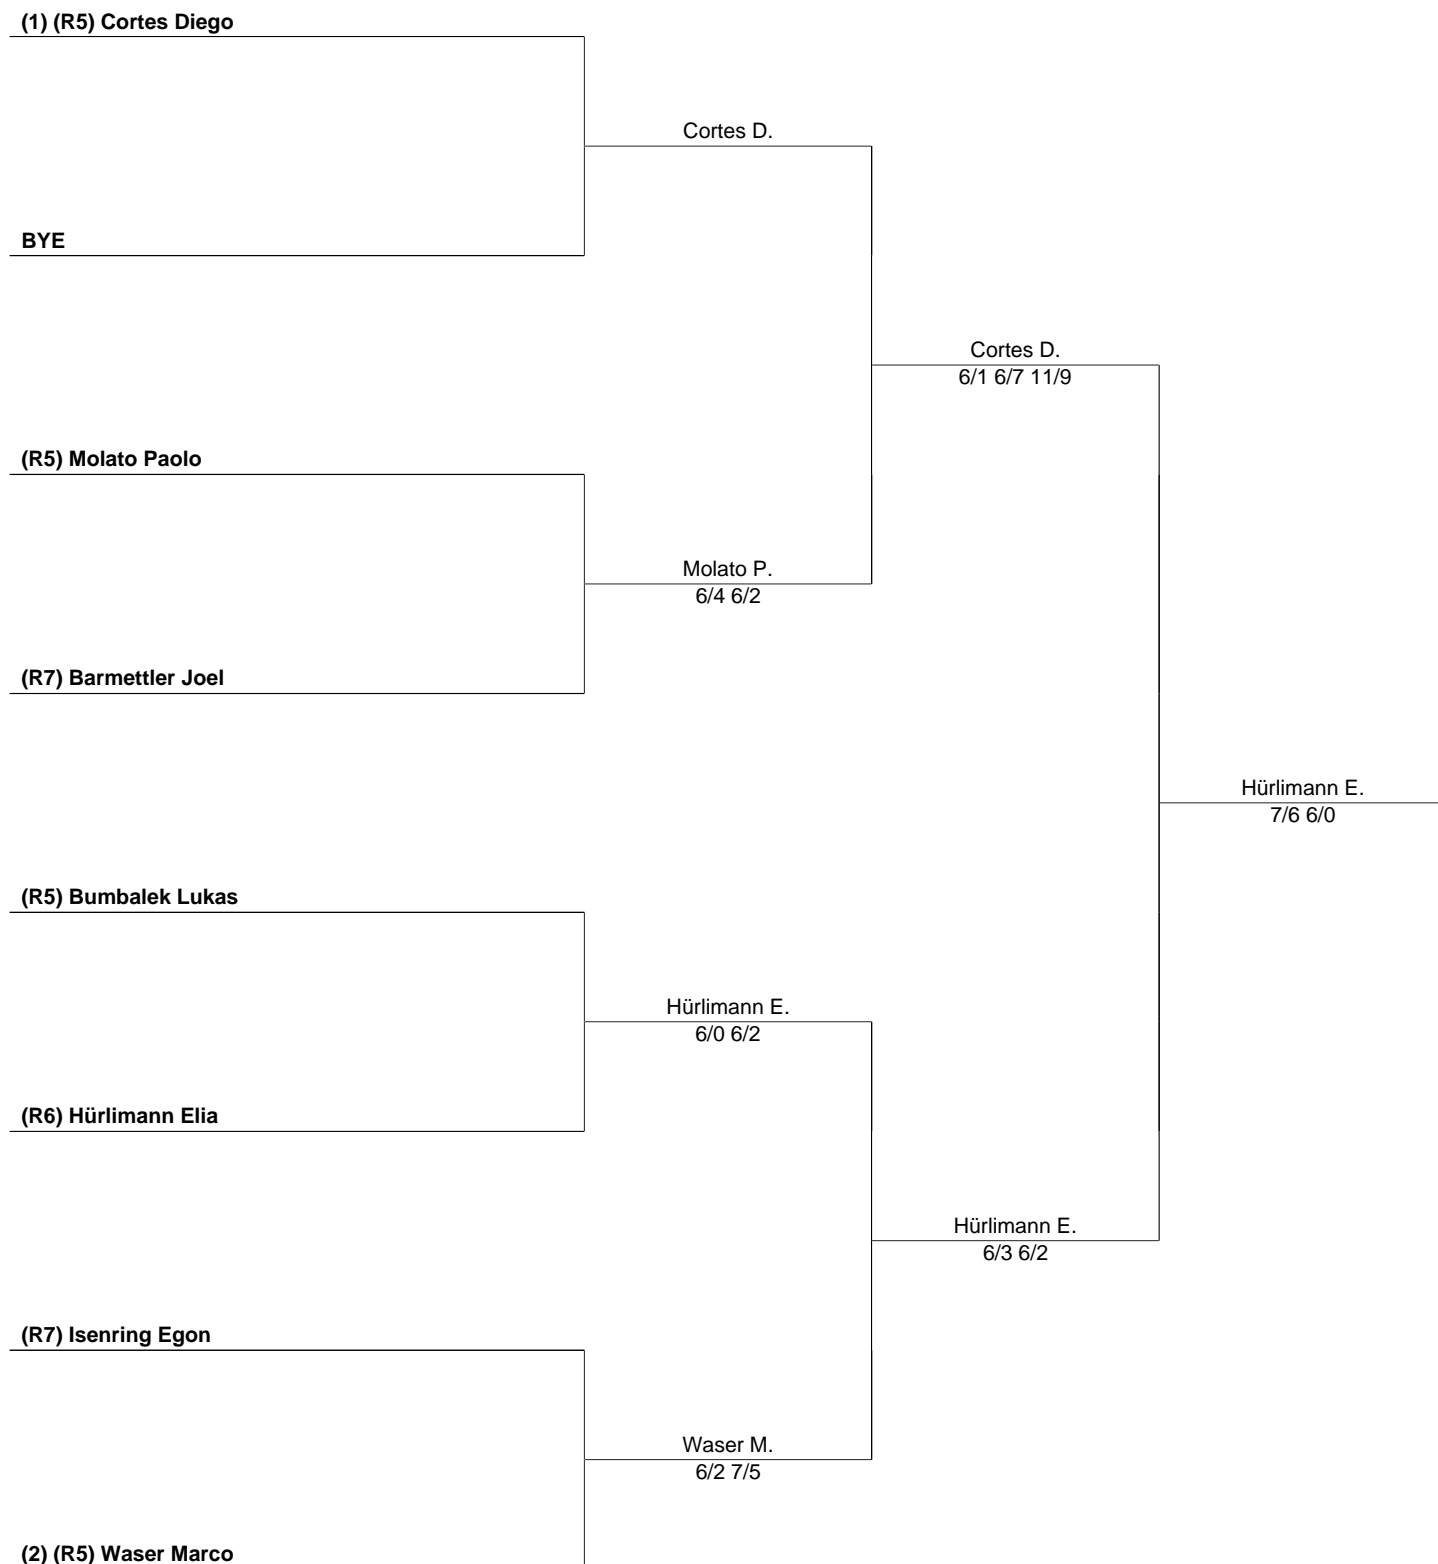 (1) (R5) Cortes Diego
Cortes D.
BYE
Cortes D.
6/1 6/7 11/9
(R5) Molato Paolo
Molato P.
6/4 6/2
(R7) Barmettler Joel
Hürlimann E.
7/6 6/0
(R5) Bumbalek Lukas
Hürlimann E.
6/0 6/2
(R6) Hürlimann Elia
Hürlimann E.
6/3 6/2
(R7) Isenring Egon
Waser M.
6/2 7/5
(2) (R5) Waser Marco